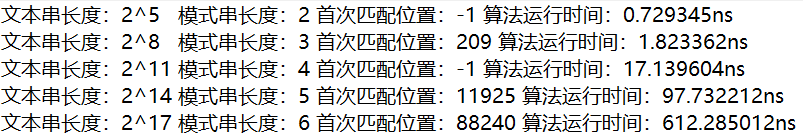 文本串长度：2^5 模式串长度：2 首次匹配位置：-1 算法运行时间：0.729345ns
文本串长度：2^8 模式串长度：3 首次匹配位置：209 算法运行时间：1.823362ns
文本串长度：2^11 模式串长度：4 首次匹配位置：-1 算法运行时间：17.139604ns
文本串长度：2^14 模式串长度：5 首次匹配位置：11925 算法运行时间：97.732212ns
文本串长度：2^17 模式串长度：6 首次匹配位置：88240 算法运行时间：612.285012ns